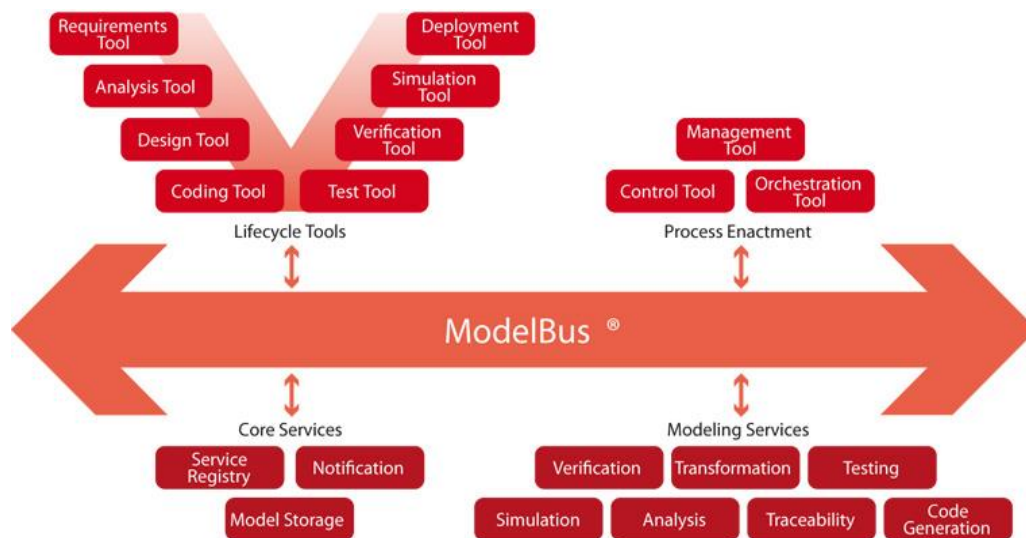 Requirements
Tool
Deployment
Tool
Analysis Tool
Simulation
Tool
Design Tool
Verification
Tool
Coding Tool
Test Tool
Lifecycle Tools
Management
Tool
Control Tool
Orchestration
Tool
Process Enactment
ModelBus ®
Core Services
Service
Registry
Notification
Model Storage
Modeling Services
Verification
Transformation
Testing
Simulation
Analysis
Traceability
Code
Generation